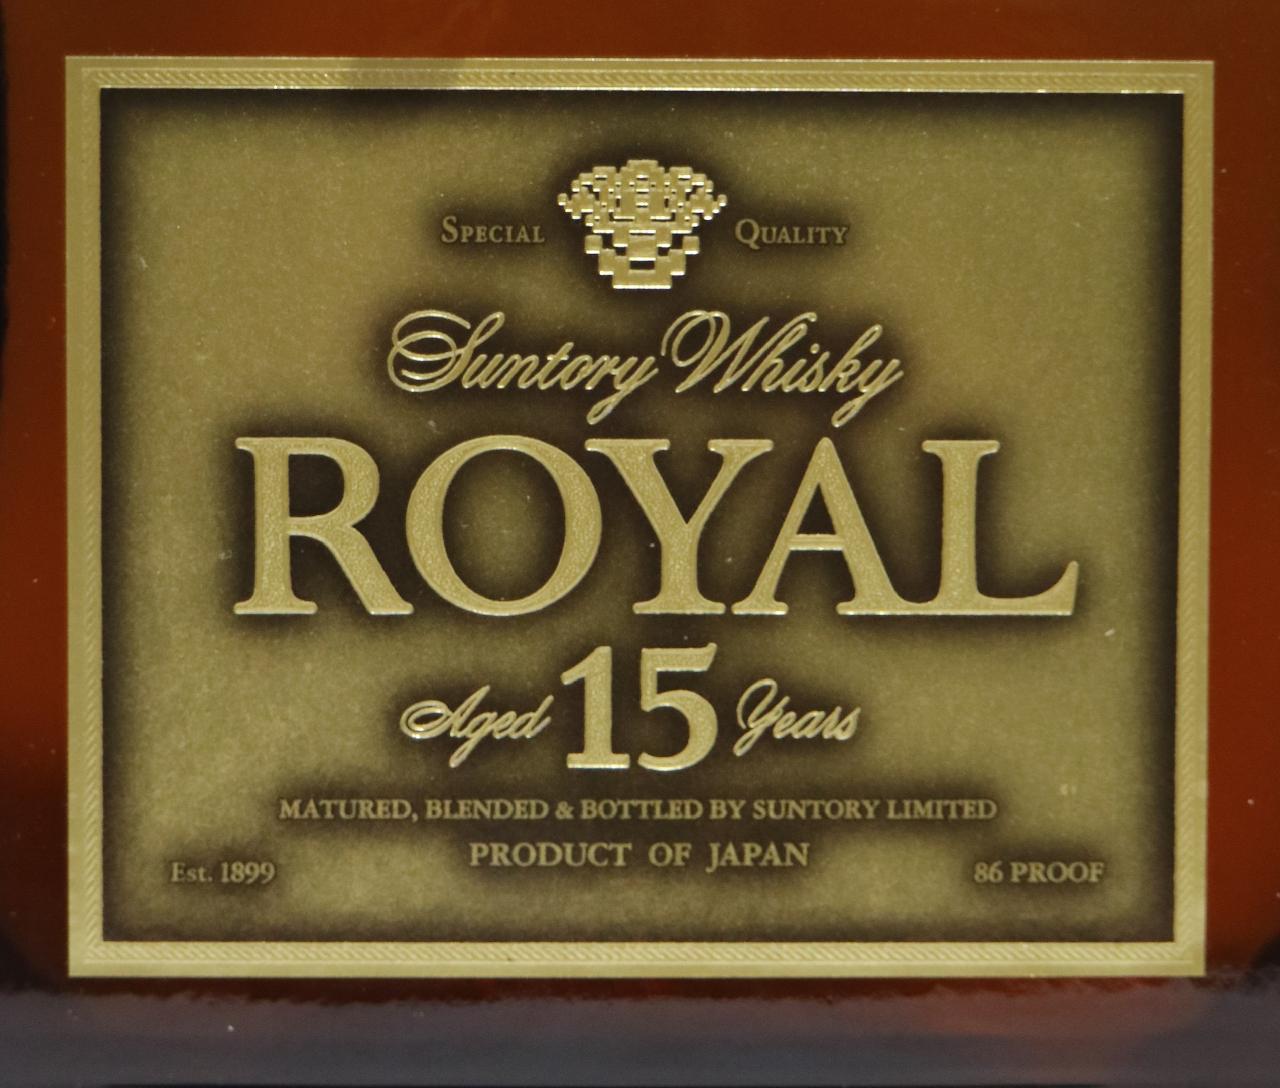 SPECIAL QUALITY
Suntory Whisky
ROYAL
Aged 15 Years
MATURED, BLENDED & BOTTLED BY SUNTORY LIMITED
PRODUCT OF JAPAN
Est. 1899
86 PROOF